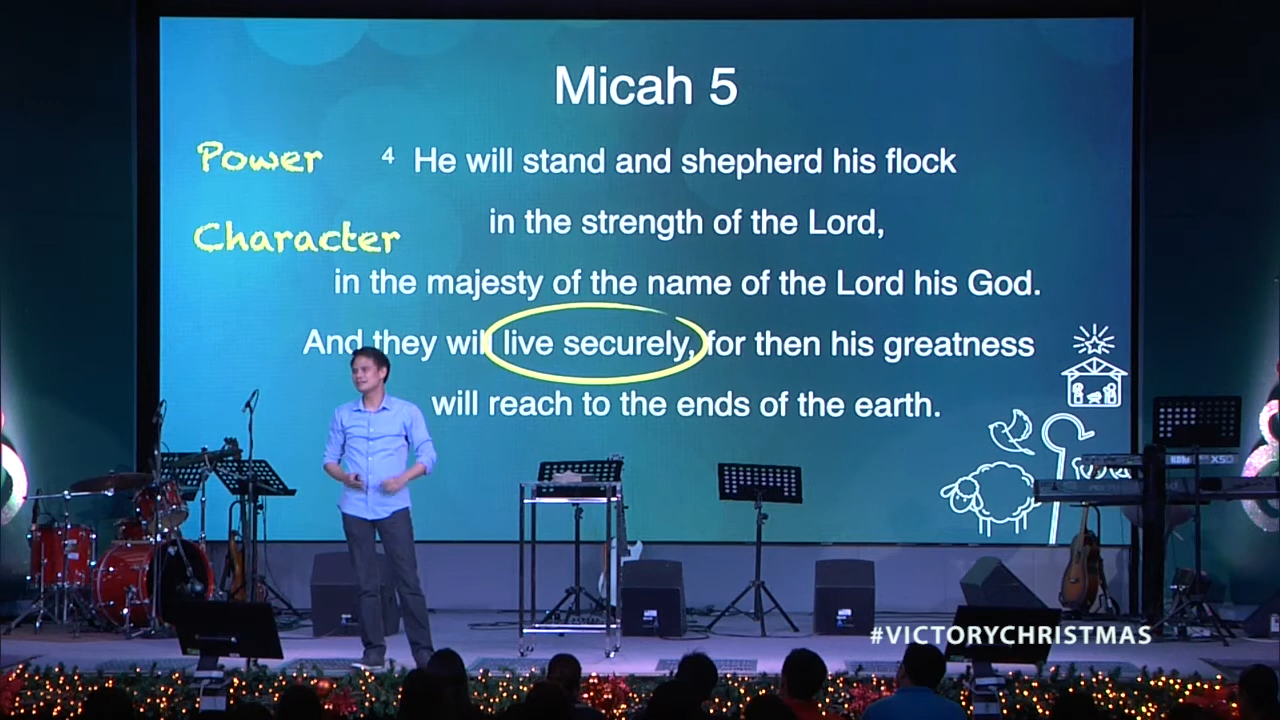 Micah 5
Power
4 He will stand and shepherd his flock
in the strength of the Lord,
Character
in the majesty of the name of the Lord his God.
And they will live securely, for then his greatness
will reach to the ends of the earth.
#VICTORYCHRISTMAS